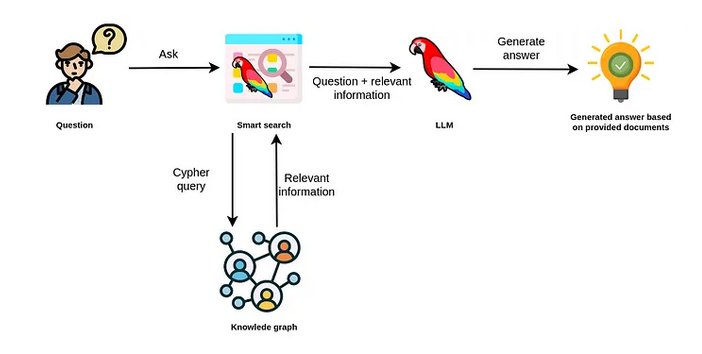 ?
Ask
Question + relevant
information
Generate
answer
Question
Smart search
LLM
Generated answer based
on provided documents
Cypher
query
Relevant
information
Knowlede graph